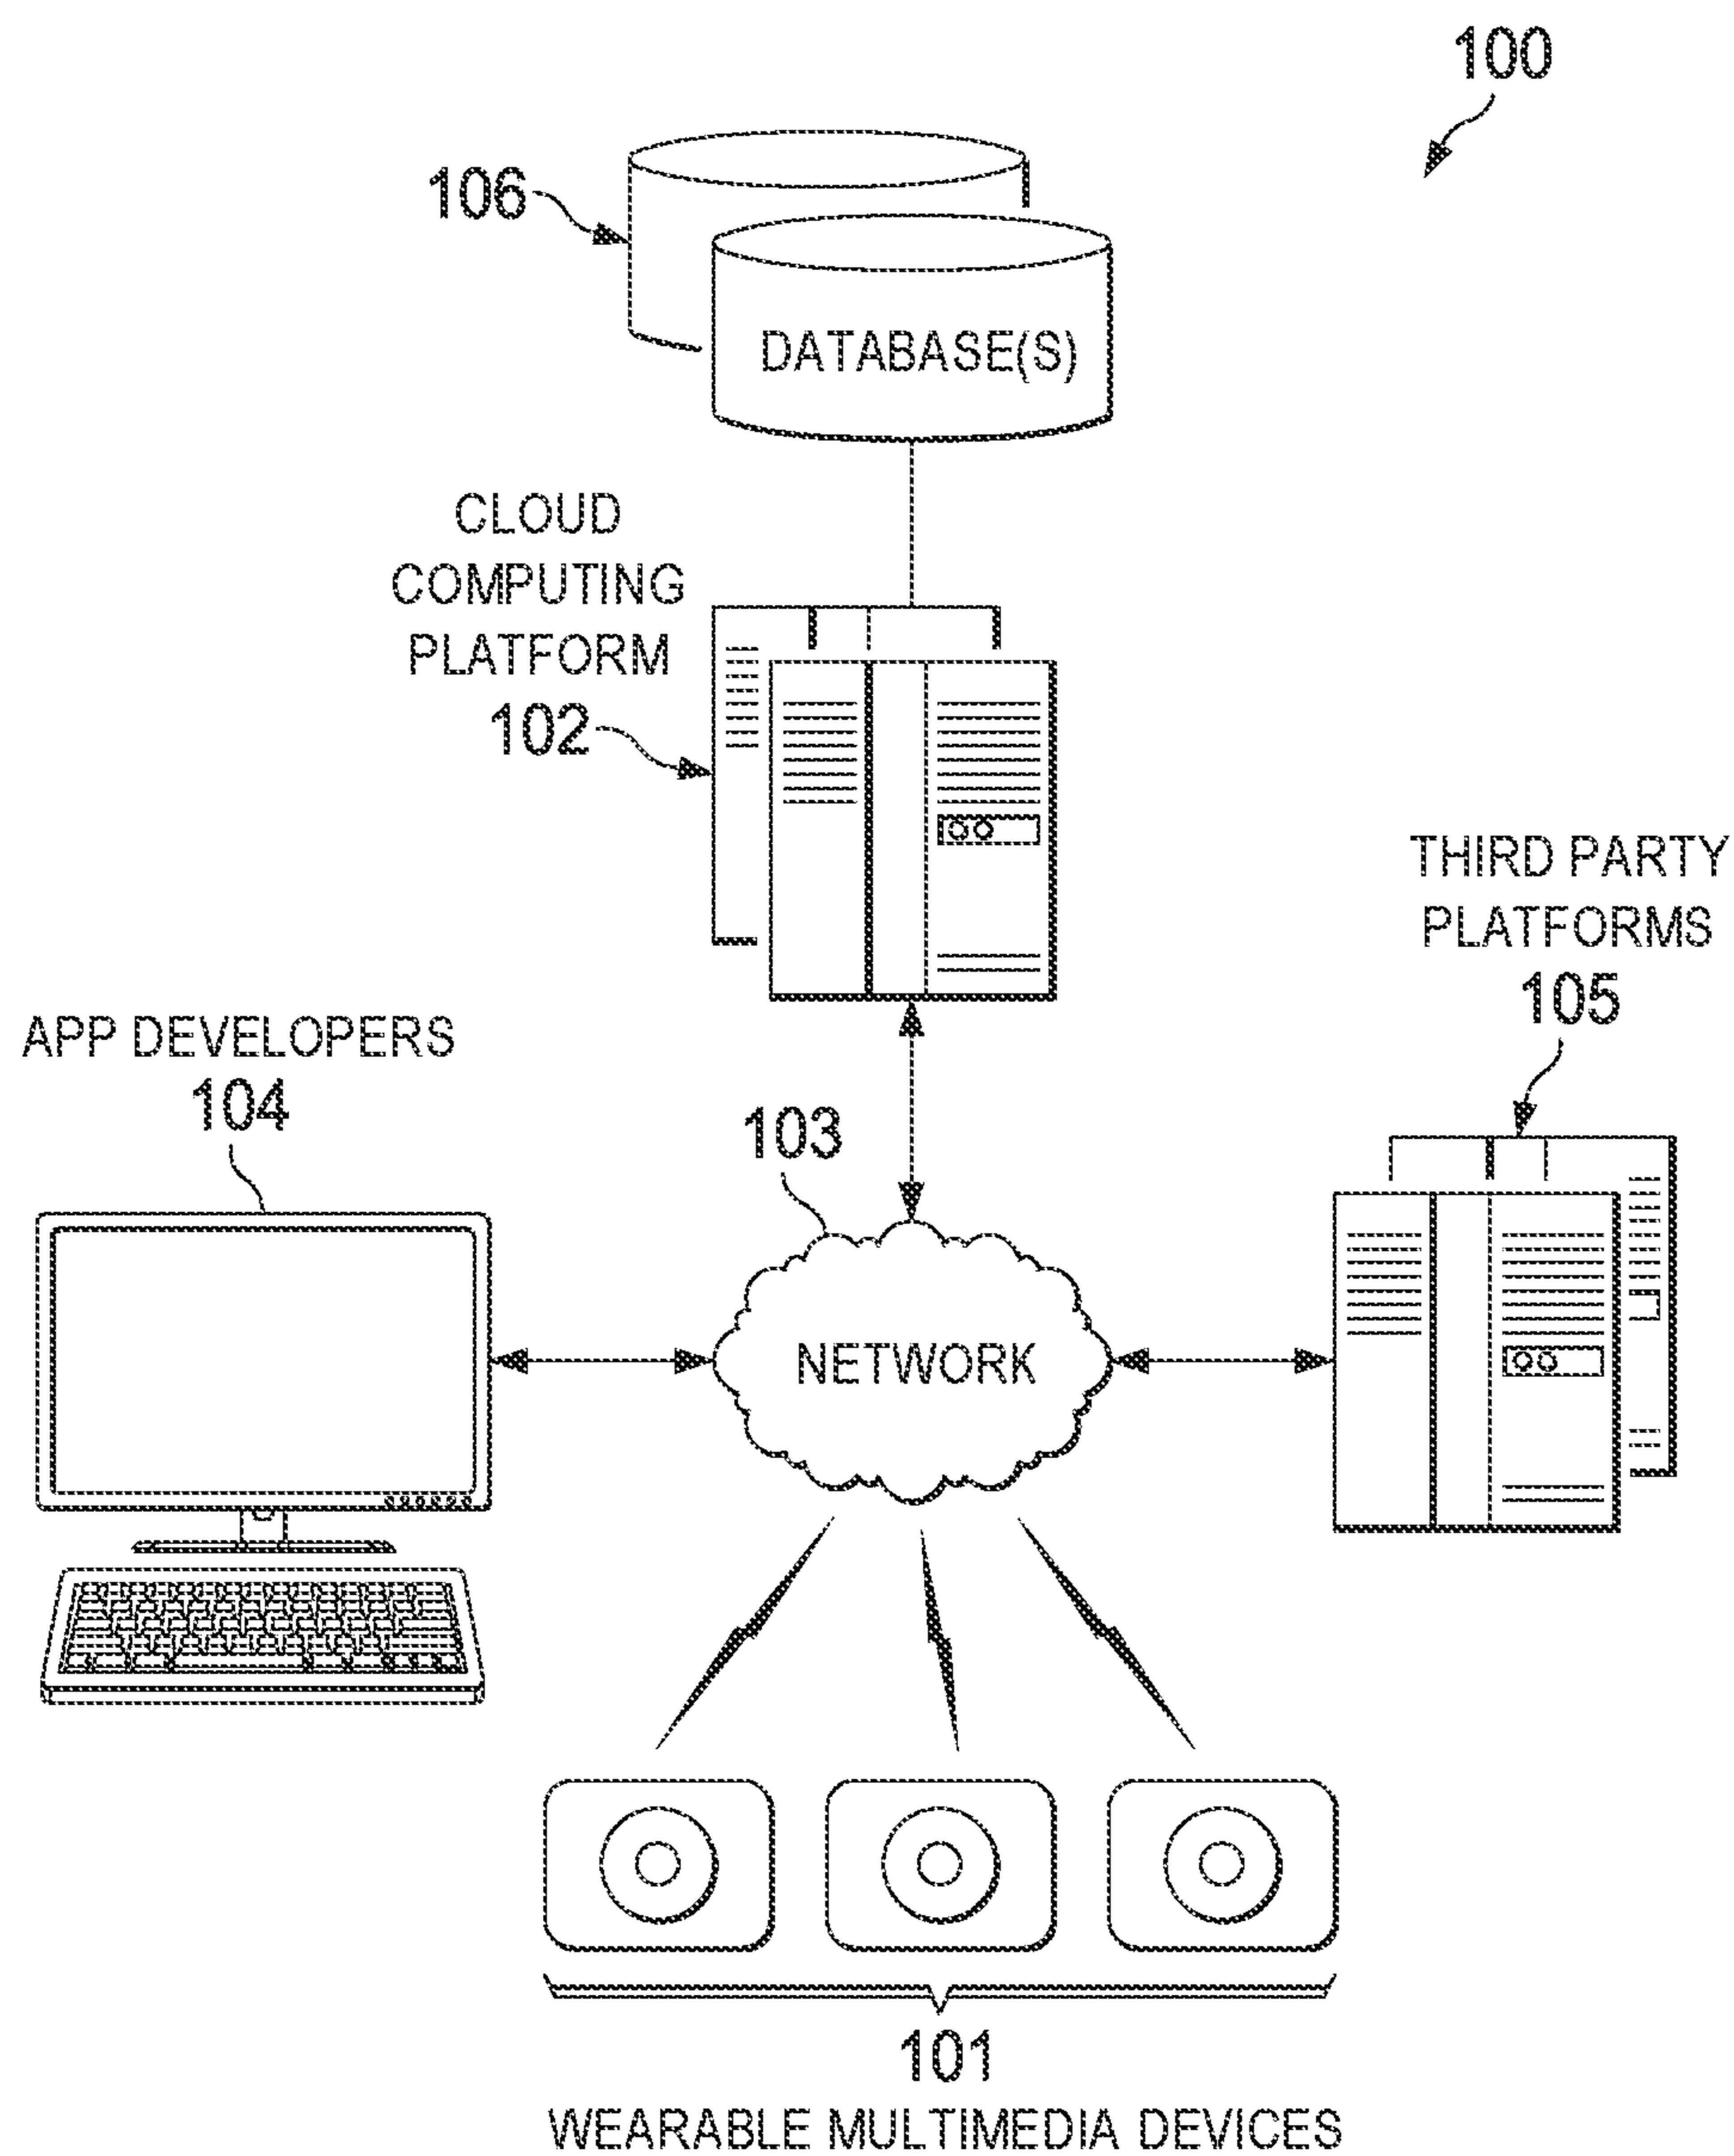 100
106
DATABASE(S)
CLOUD
COMPUTING
PLATFORM
102
THIRD PARTY
PLATFORMS
105
APP DEVELOPERS
104
103
NETWORK
101
WEARABLE MULTIMEDIA DEVICES